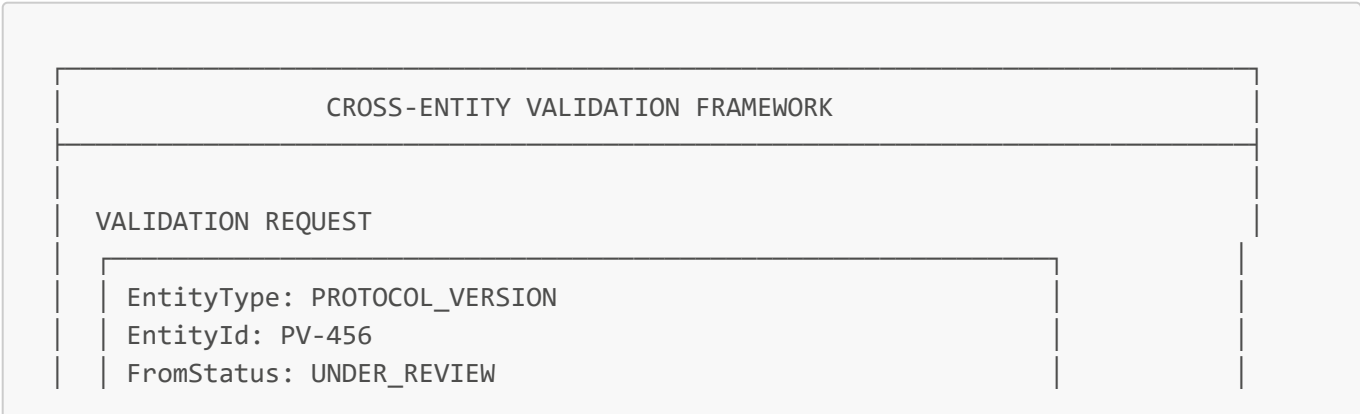 CROSS-ENTITY VALIDATION FRAMEWORK
VALIDATION REQUEST
EntityType: PROTOCOL_VERSION
EntityId: PV-456
FromStatus: UNDER_REVIEW